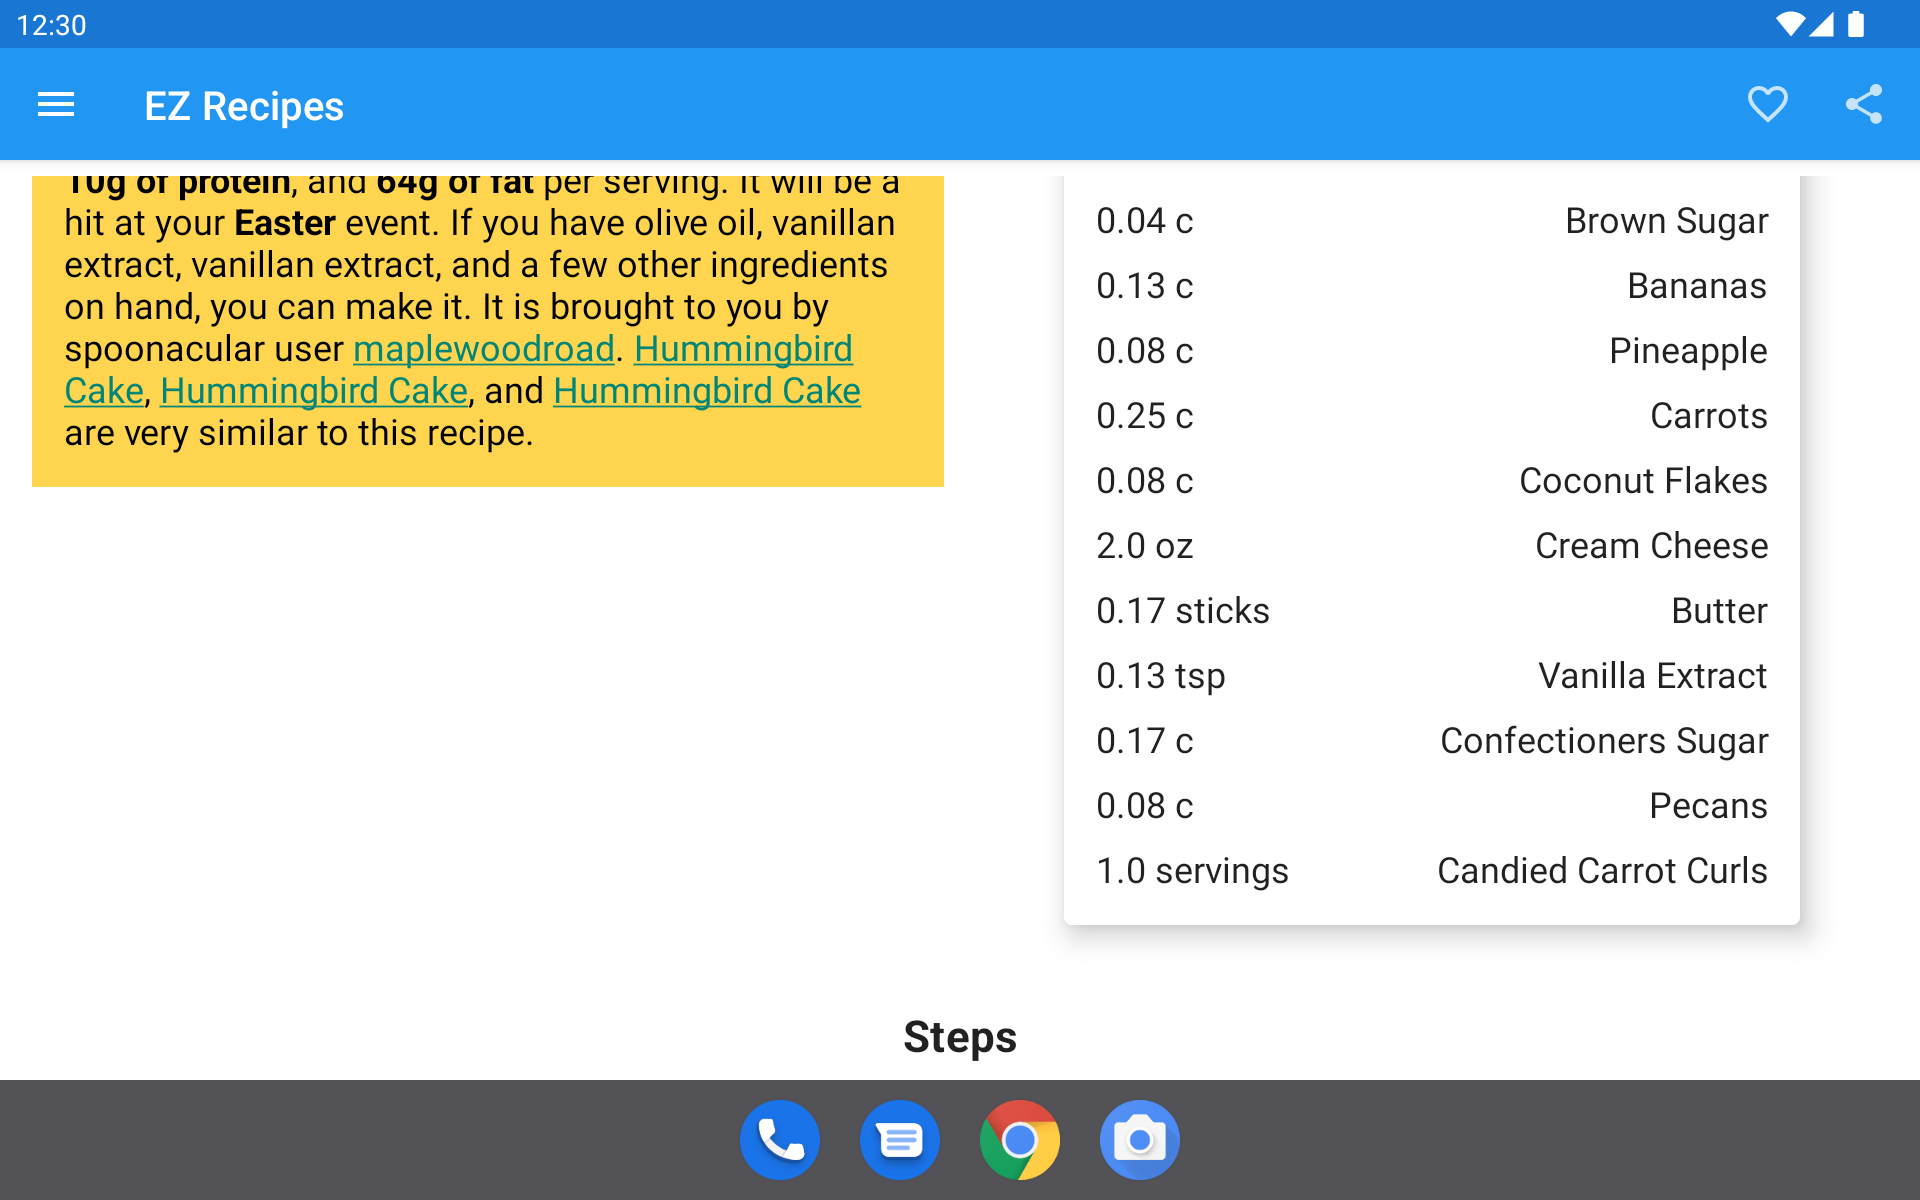 12:30
EZ Recipes
10g of protein, and 64g of fat per serving. It will be a
hit at your Easter event. If you have olive oil, vanillan
extract, vanillan extract, and a few other ingredients
on hand, you can make it. It is brought to you by
spoonacular user maplewoodroad. Hummingbird
Cake, Hummingbird Cake, and Hummingbird Cake
are very similar to this recipe.
0.04 c Brown Sugar
0.13 c Bananas
0.08 c Pineapple
0.25 c Carrots
0.08 c Coconut Flakes
2.0 oz Cream Cheese
0.17 sticks Butter
0.13 tsp Vanilla Extract
0.17 c Confectioners Sugar
0.08 c Pecans
1.0 servings Candied Carrot Curls
Steps